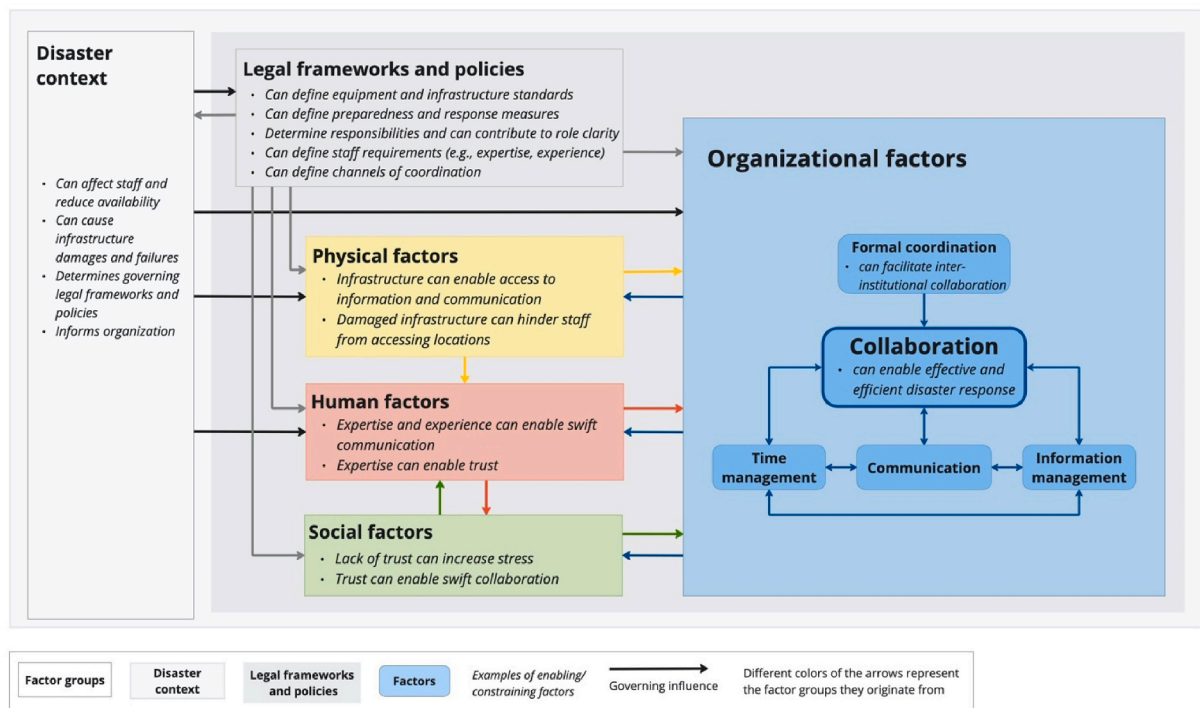 Disaster
context
• Can affect staff and
reduce availability
• Can cause
infrastructure
damages and failures
• Determines governing
legal frameworks and
policies
• Informs organization
Legal frameworks and policies
• Can define equipment and infrastructure standards
• Can define preparedness and response measures
• Determine responsibilities and can contribute to role clarity
• Can define staff requirements (e.g., expertise, experience)
• Can define channels of coordination
Physical factors
• Infrastructure can enable access to
information and communication
• Damaged infrastructure can hinder staff
from accessing locations
Human factors
• Expertise and experience can enable swift
communication
• Expertise can enable trust
Social factors
• Lack of trust can increase stress
• Trust can enable swift collaboration
Organizational factors
Formal coordination
• can facilitate inter-
institutional collaboration
Collaboration
• can enable effective and
efficient disaster response
Time
management
Communication
Information
management
Factor groups
Disaster
context
Legal frameworks
and policies
Factors
Examples of enabling/
constraining factors
Governing influence
Different colors of the arrows represent
the factor groups they originate from